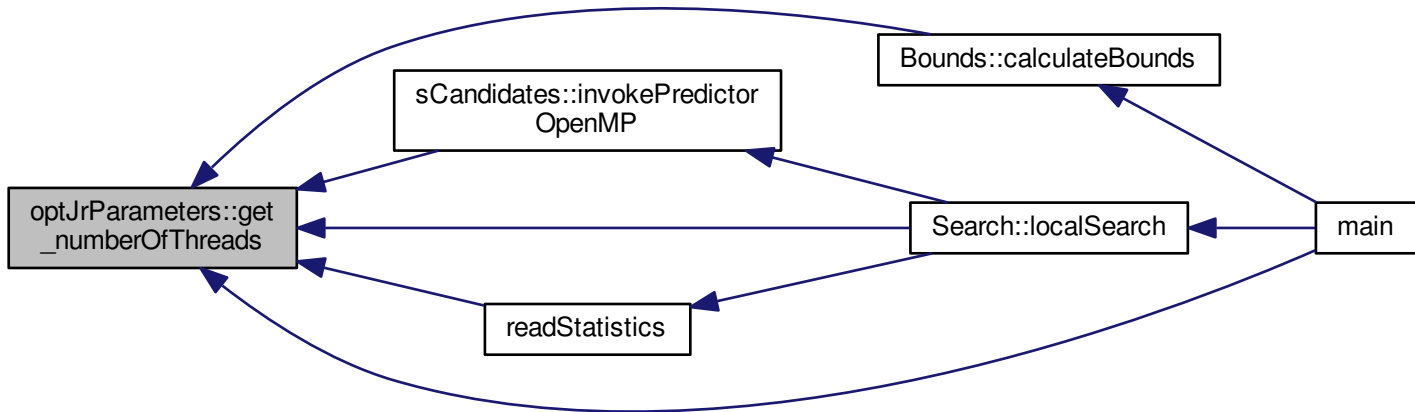 optJrParameters::get
_numberOfThreads
sCandidates::invokePredictor
OpenMP
readStatistics
Bounds::calculateBounds
Search::localSearch
main